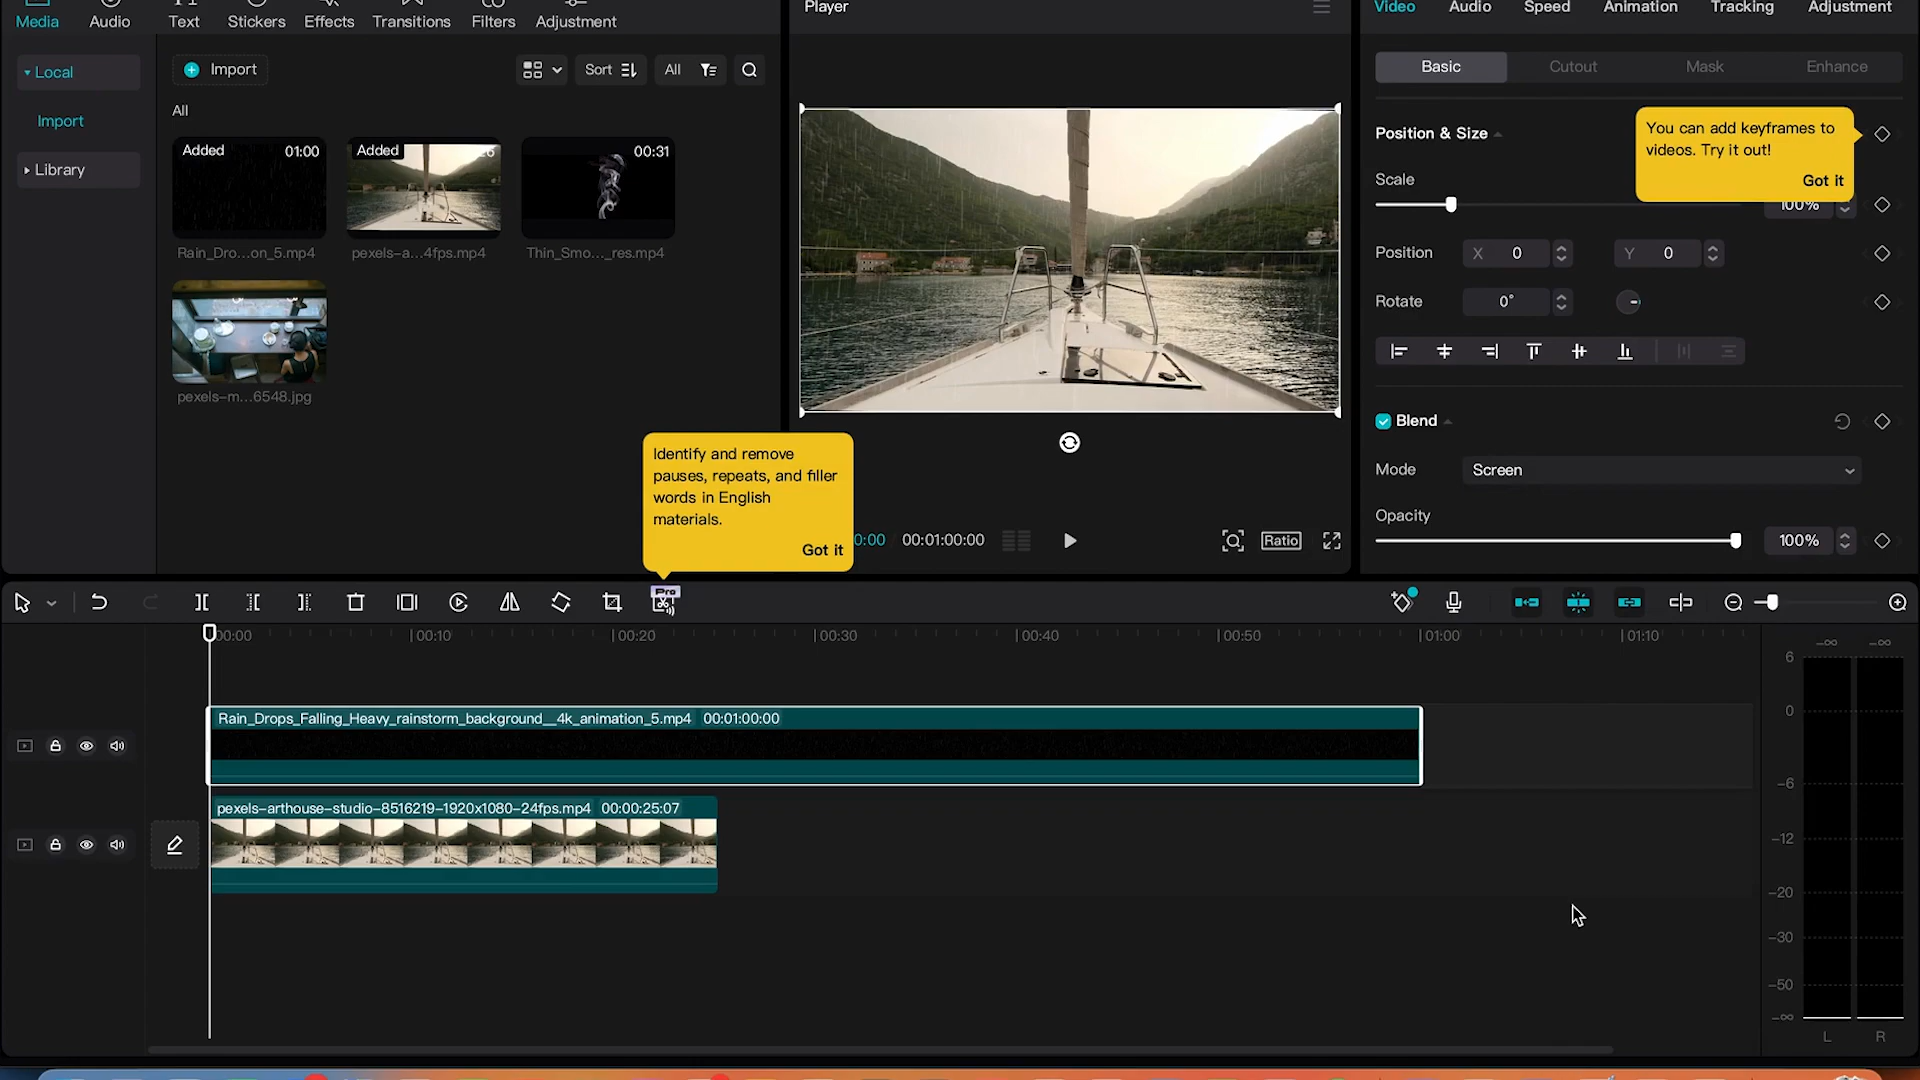 Media
Audio
Text
Stickers
Effects
Transitions
Filters
Adjustment
Local
Import
Library
Import
Sort
All
All
Added
01:00
Rain_Dro...on_5.mp4
Added
pexels-a...4fps.mp4
00:31
Thin_Smo..._res.mp4
pexels-m...6548.jpg
Player
Identify and remove
pauses, repeats, and filler
words in English
materials.
Got it
0:00
00:01:00:00
Ratio
Video
Audio
Speed
Animation
Tracking
Adjustment
Basic
Cutout
Mask
Enhance
Position & Size
You can add keyframes to
videos. Try it out!
Got it
Scale
100%
Position
X 0
Y 0
Rotate
0°
Blend
Mode
Screen
Opacity
100%
Pro
00:00
00:10
00:20
00:30
00:40
00:50
01:00
01:10
Rain_Drops_Falling_Heavy_rainstorm_background__4k_animation_5.mp4 00:01:00:00
pexels-arthouse-studio-8516219-1920x1080-24fps.mp4 00:00:25:07
-∞ -∞
6
0
-6
-12
-20
-30
-50
-∞
L R